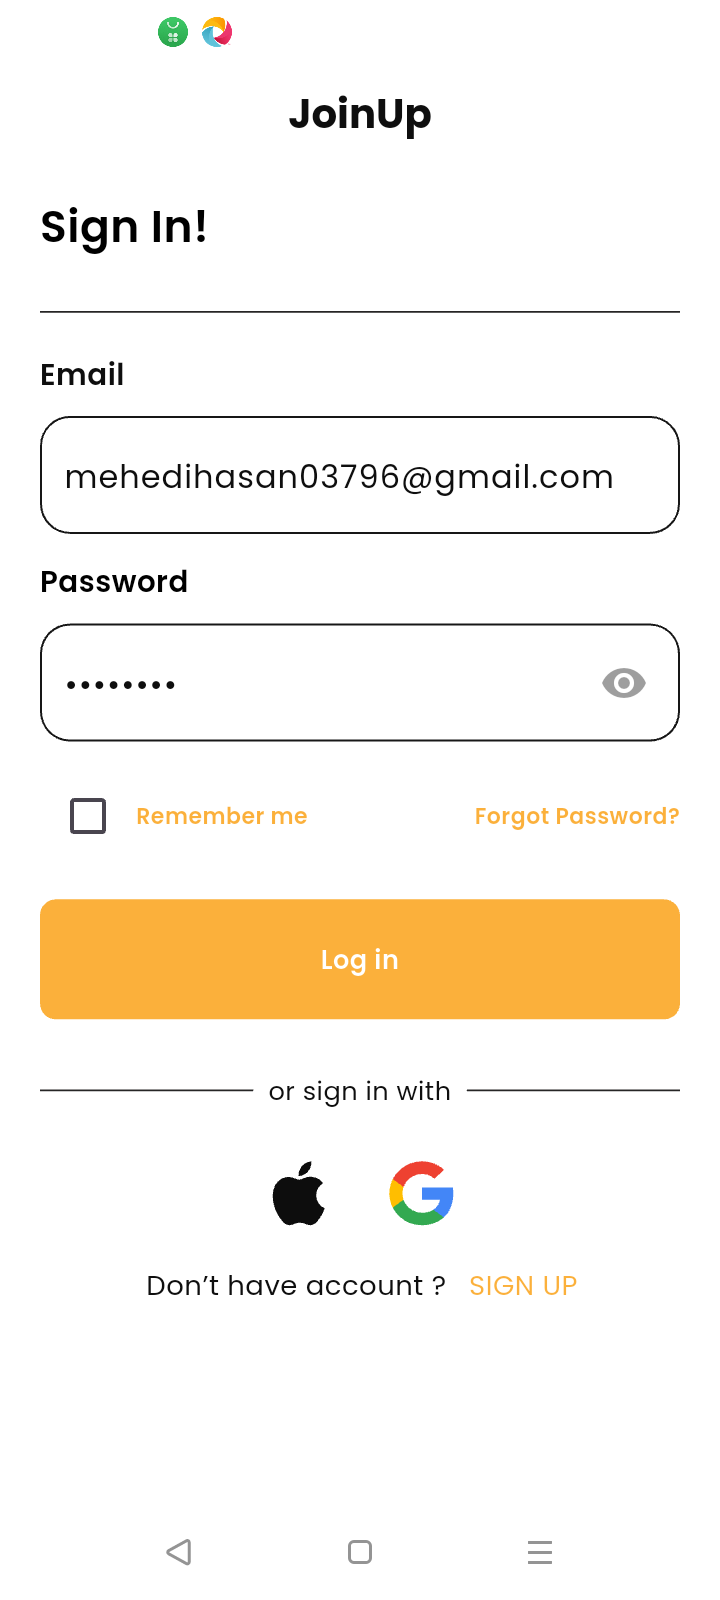 JoinUp
Sign In!
Email
mehedihasan03796@gmail.com
Password
••••••••
Remember me Forgot Password?
Log in
or sign in with
Don’t have account ? SIGN UP